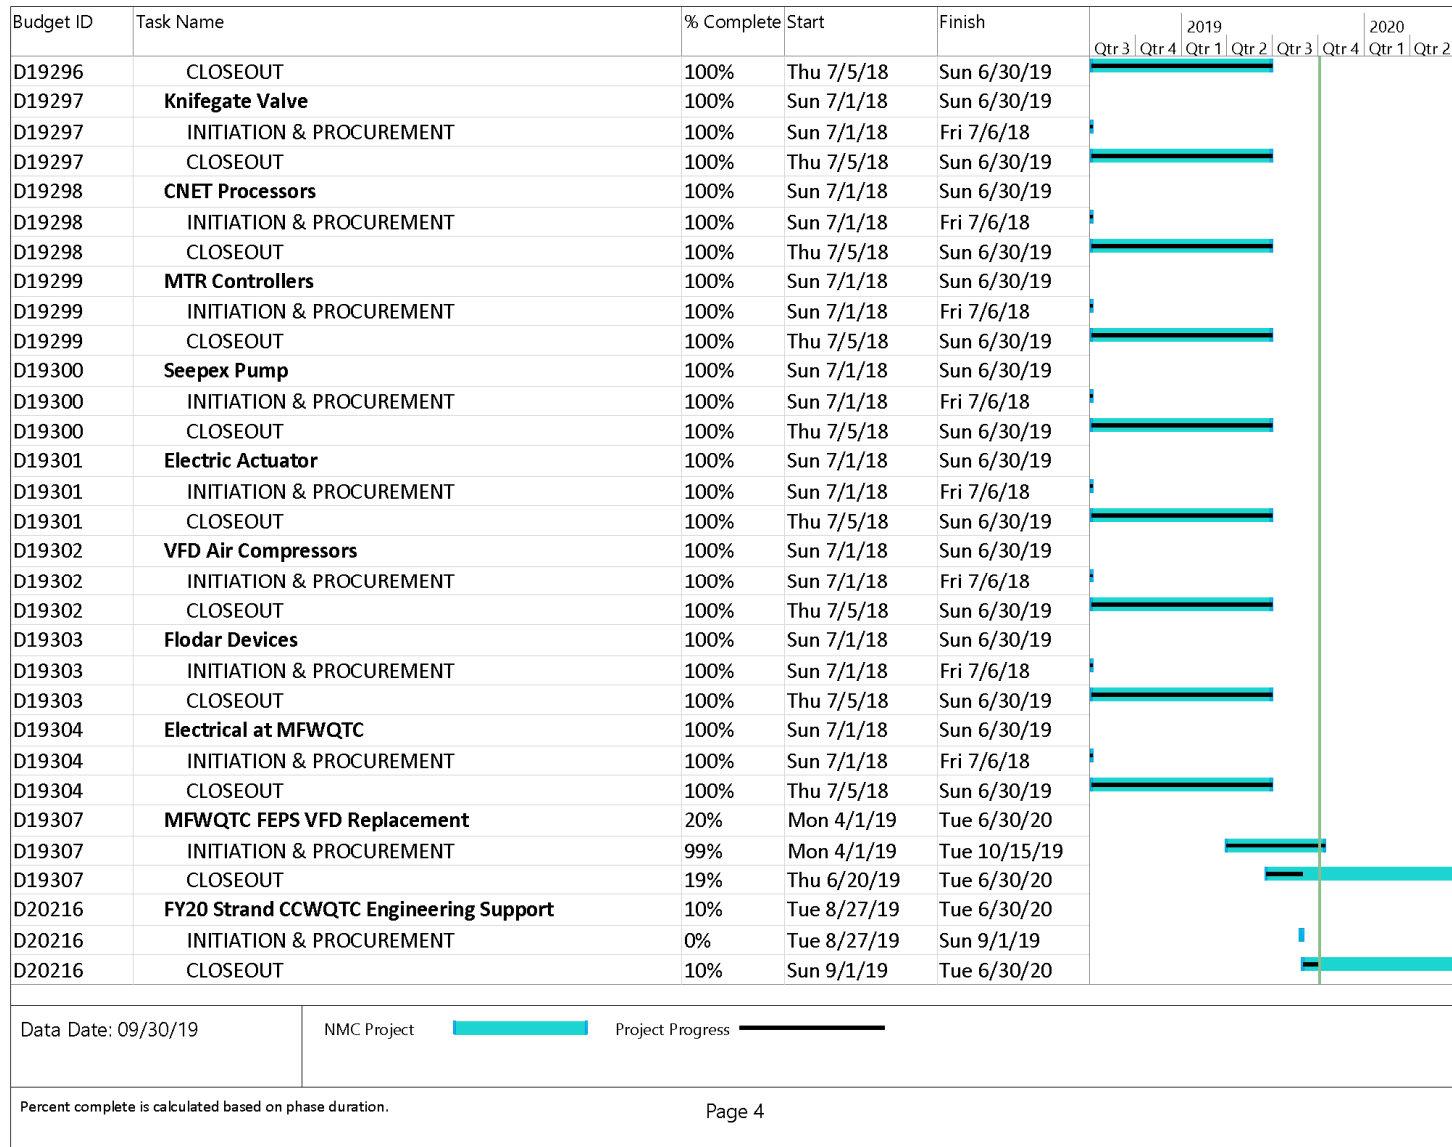 Budget ID Task Name % Complete Start Finish 2019 2020
Qtr 3 Qtr 4 Qtr 1 Qtr 2 Qtr 3 Qtr 4 Qtr 1 Qtr 2
D19296 CLOSEOUT 100% Thu 7/5/18 Sun 6/30/19
D19297 Knifegate Valve 100% Sun 7/1/18 Sun 6/30/19
D19297 INITIATION & PROCUREMENT 100% Sun 7/1/18 Fri 7/6/18
D19297 CLOSEOUT 100% Thu 7/5/18 Sun 6/30/19
D19298 CNET Processors 100% Sun 7/1/18 Sun 6/30/19
D19298 INITIATION & PROCUREMENT 100% Sun 7/1/18 Fri 7/6/18
D19298 CLOSEOUT 100% Thu 7/5/18 Sun 6/30/19
D19299 MTR Controllers 100% Sun 7/1/18 Sun 6/30/19
D19299 INITIATION & PROCUREMENT 100% Sun 7/1/18 Fri 7/6/18
D19299 CLOSEOUT 100% Thu 7/5/18 Sun 6/30/19
D19300 Seepex Pump 100% Sun 7/1/18 Sun 6/30/19
D19300 INITIATION & PROCUREMENT 100% Sun 7/1/18 Fri 7/6/18
D19300 CLOSEOUT 100% Thu 7/5/18 Sun 6/30/19
D19301 Electric Actuator 100% Sun 7/1/18 Sun 6/30/19
D19301 INITIATION & PROCUREMENT 100% Sun 7/1/18 Fri 7/6/18
D19301 CLOSEOUT 100% Thu 7/5/18 Sun 6/30/19
D19302 VFD Air Compressors 100% Sun 7/1/18 Sun 6/30/19
D19302 INITIATION & PROCUREMENT 100% Sun 7/1/18 Fri 7/6/18
D19302 CLOSEOUT 100% Thu 7/5/18 Sun 6/30/19
D19303 Flodar Devices 100% Sun 7/1/18 Sun 6/30/19
D19303 INITIATION & PROCUREMENT 100% Sun 7/1/18 Fri 7/6/18
D19303 CLOSEOUT 100% Thu 7/5/18 Sun 6/30/19
D19304 Electrical at MFWQTC 100% Sun 7/1/18 Sun 6/30/19
D19304 INITIATION & PROCUREMENT 100% Sun 7/1/18 Fri 7/6/18
D19304 CLOSEOUT 100% Thu 7/5/18 Sun 6/30/19
D19307 MFWQTC FEPS VFD Replacement 20% Mon 4/1/19 Tue 6/30/20
D19307 INITIATION & PROCUREMENT 99% Mon 4/1/19 Tue 10/15/19
D19307 CLOSEOUT 19% Thu 6/20/19 Tue 6/30/20
D20216 FY20 Strand CCWQTC Engineering Support 10% Tue 8/27/19 Tue 6/30/20
D20216 INITIATION & PROCUREMENT 0% Tue 8/27/19 Sun 9/1/19
D20216 CLOSEOUT 10% Sun 9/1/19 Tue 6/30/20
Data Date: 09/30/19 NMC Project Project Progress
Percent complete is calculated based on phase duration.
Page 4